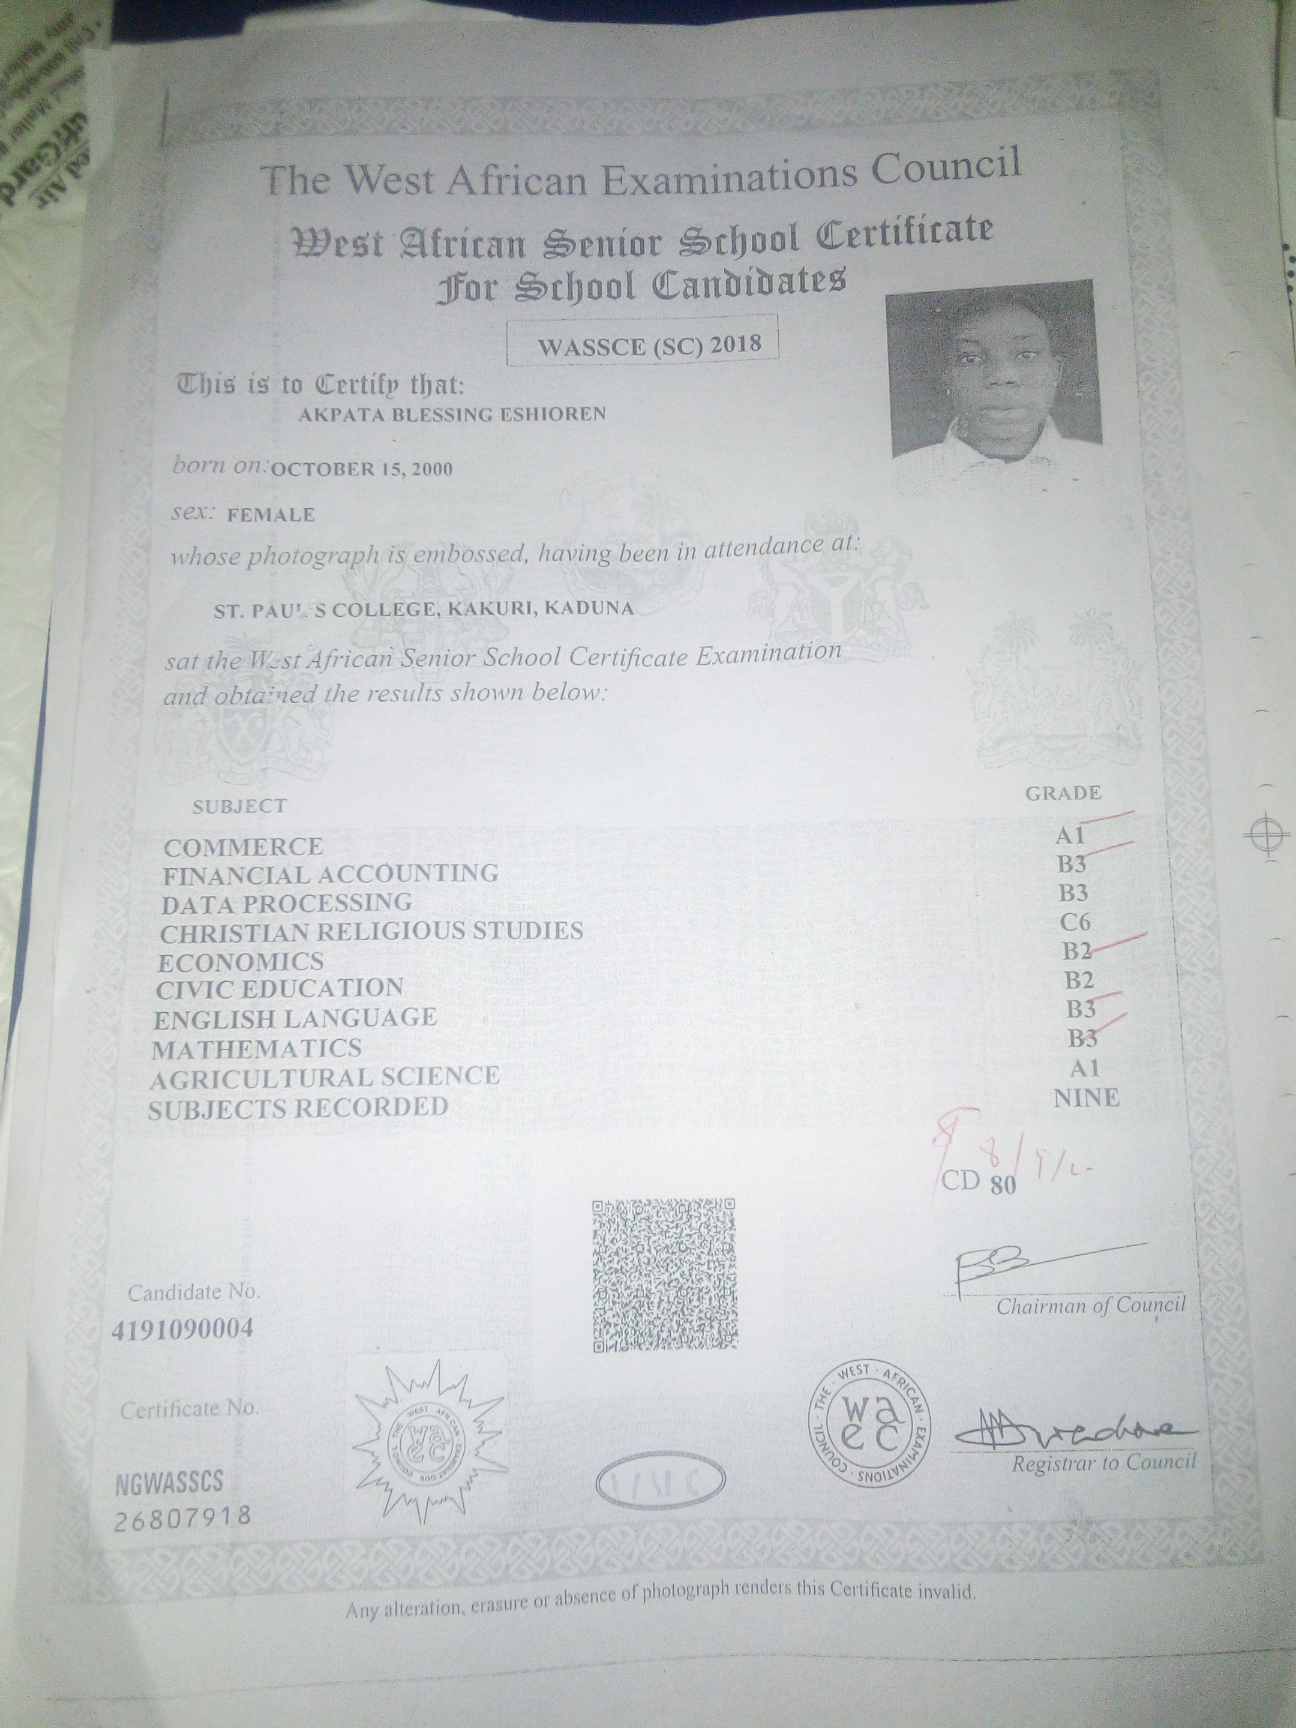 The West African Examinations Council
West African Senior School Certificate
For School Candidates
WASSCE (SC) 2018
This is to Certify that:
AKPATA BLESSING ESHIOREN
born on: OCTOBER 15, 2000
sex: FEMALE
whose photograph is embossed, having been in attendance at:
ST. PAUL'S COLLEGE, KAKURI, KADUNA
sat the West African Senior School Certificate Examination
and obtained the results shown below:
SUBJECT GRADE
COMMERCE A1
FINANCIAL ACCOUNTING B3
DATA PROCESSING B3
CHRISTIAN RELIGIOUS STUDIES C6
ECONOMICS B2
CIVIC EDUCATION B2
ENGLISH LANGUAGE B3
MATHEMATICS B3
AGRICULTURAL SCIENCE A1
SUBJECTS RECORDED NINE
CD 80
Candidate No.
4191090004
Chairman of Council
Certificate No.
NGWASSCS
26807918
THE WEST AFRICAN EXAMINATIONS COUNCIL
waec
Registrar to Council
Any alteration, erasure or absence of photograph renders this Certificate invalid.